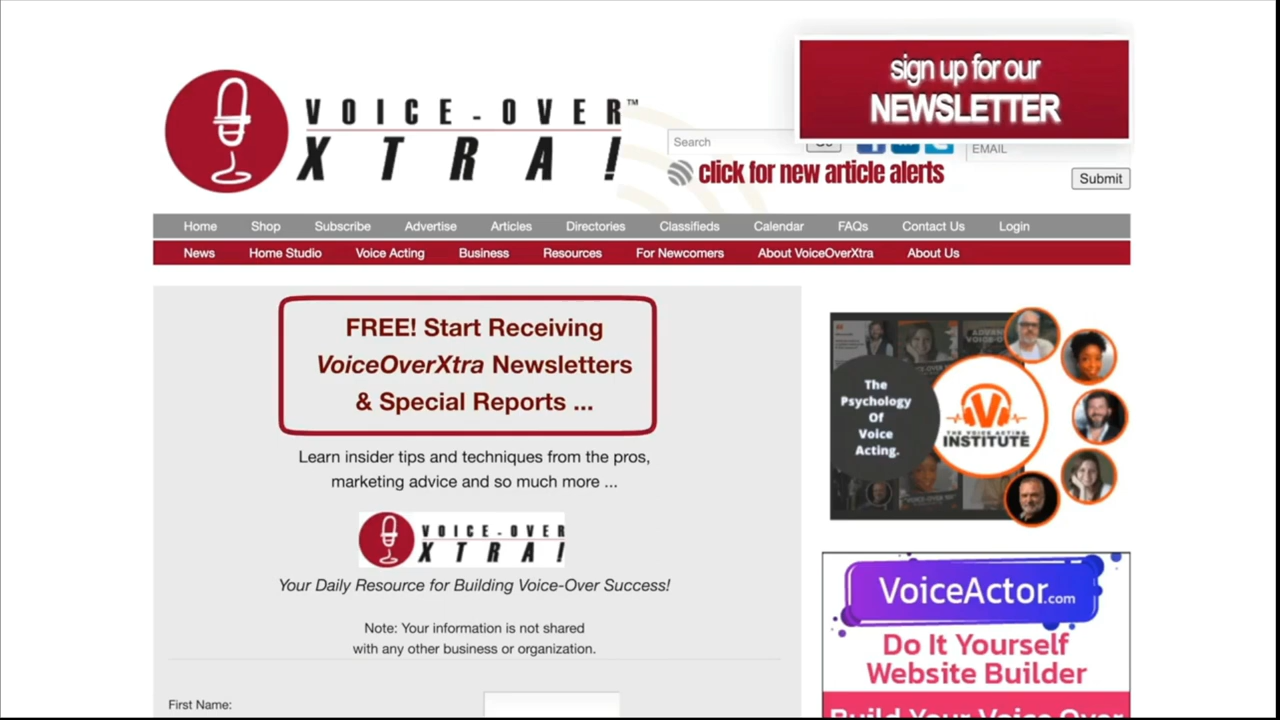 sign up for our
NEWSLETTER
VOICE-OVER™
XTRA!
Search
EMAIL
click for new article alerts
Submit
Home Shop Subscribe Advertise Articles Directories Classifieds Calendar FAQs Contact Us Login
News Home Studio Voice Acting Business Resources For Newcomers About VoiceOverXtra About Us
FREE! Start Receiving
VoiceOverXtra Newsletters
& Special Reports ...
Learn insider tips and techniques from the pros,
marketing advice and so much more ...
VOICE-OVER
XTRA!
Your Daily Resource for Building Voice-Over Success!
Note: Your information is not shared
with any other business or organization.
First Name:
The
Psychology
Of
Voice
Acting.
THE VOICE ACTING
INSTITUTE
VoiceActor.com
Do It Yourself
Website Builder
Build Your Voice Over